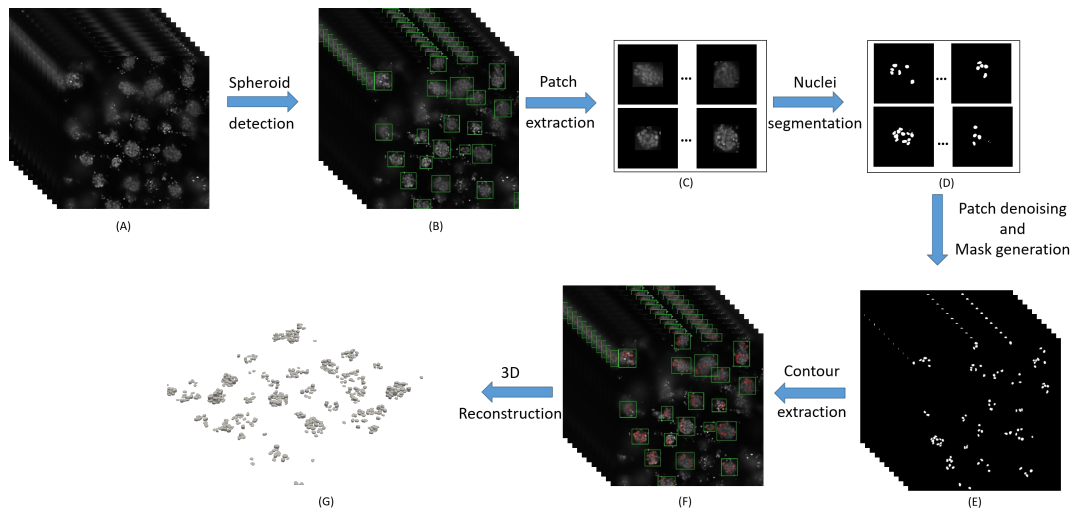 Spheroid
detection
(A)
(B)
Patch
extraction
...
...
(C)
Nuclei
segmentation
...
...
(D)
Patch denoising
and
Mask generation
(E)
Contour
extraction
(F)
3D
Reconstruction
(G)